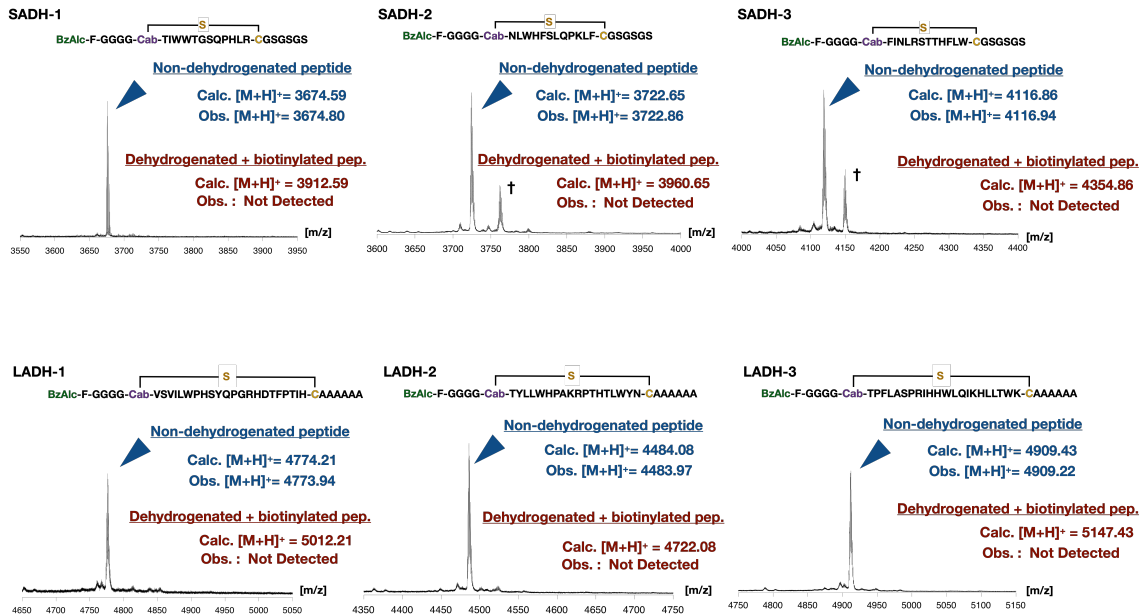 SADH-1
S
BzAlc-F-GGGG-Cab-TIWWTGSQPHLR-CGSGSGS
Non-dehydrogenated peptide
Calc. [M+H]⁺= 3674.59
Obs. [M+H]⁺= 3674.80
Dehydrogenated + biotinylated pep.
Calc. [M+H]⁺ = 3912.59
Obs. : Not Detected
[m/z]
3550 3600 3650 3700 3750 3800 3850 3900 3950
SADH-2
S
BzAlc-F-GGGG-Cab-NLWHFSLQPKLF-CGSGSGS
Non-dehydrogenated peptide
Calc. [M+H]⁺= 3722.65
Obs. [M+H]⁺= 3722.86
Dehydrogenated + biotinylated pep.
†
Calc. [M+H]⁺ = 3960.65
Obs. : Not Detected
[m/z]
3600 3650 3700 3750 3800 3850 3900 3950 4000
SADH-3
S
BzAlc-F-GGGG-Cab-FINLRSTTHFLW-CGSGSGS
Non-dehydrogenated peptide
Calc. [M+H]⁺= 4116.86
Obs. [M+H]⁺= 4116.94
Dehydrogenated + biotinylated pep.
†
Calc. [M+H]⁺ = 4354.86
Obs. : Not Detected
[m/z]
4000 4050 4100 4150 4200 4250 4300 4350 4400
LADH-1
S
BzAlc-F-GGGG-Cab-VSVILWPHSYQPGRHDTFPTIH-CAAAAAA
Non-dehydrogenated peptide
Calc. [M+H]⁺= 4774.21
Obs. [M+H]⁺= 4773.94
Dehydrogenated + biotinylated pep.
Calc. [M+H]⁺ = 5012.21
Obs. : Not Detected
[m/z]
4650 4700 4750 4800 4850 4900 4950 5000 5050
LADH-2
S
BzAlc-F-GGGG-Cab-TYLLWHPAKRPTHTLWYN-CAAAAAA
Non-dehydrogenated peptide
Calc. [M+H]⁺= 4484.08
Obs. [M+H]⁺= 4483.97
Dehydrogenated + biotinylated pep.
Calc. [M+H]⁺ = 4722.08
Obs. : Not Detected
[m/z]
4350 4400 4450 4500 4550 4600 4650 4700 4750
LADH-3
S
BzAlc-F-GGGG-Cab-TPFLASPRIHHWLQIKHLLTWK-CAAAAAA
Non-dehydrogenated peptide
Calc. [M+H]⁺= 4909.43
Obs. [M+H]⁺= 4909.22
Dehydrogenated + biotinylated pep.
Calc. [M+H]⁺ = 5147.43
Obs. : Not Detected
[m/z]
4750 4800 4850 4900 4950 5000 5050 5100 5150